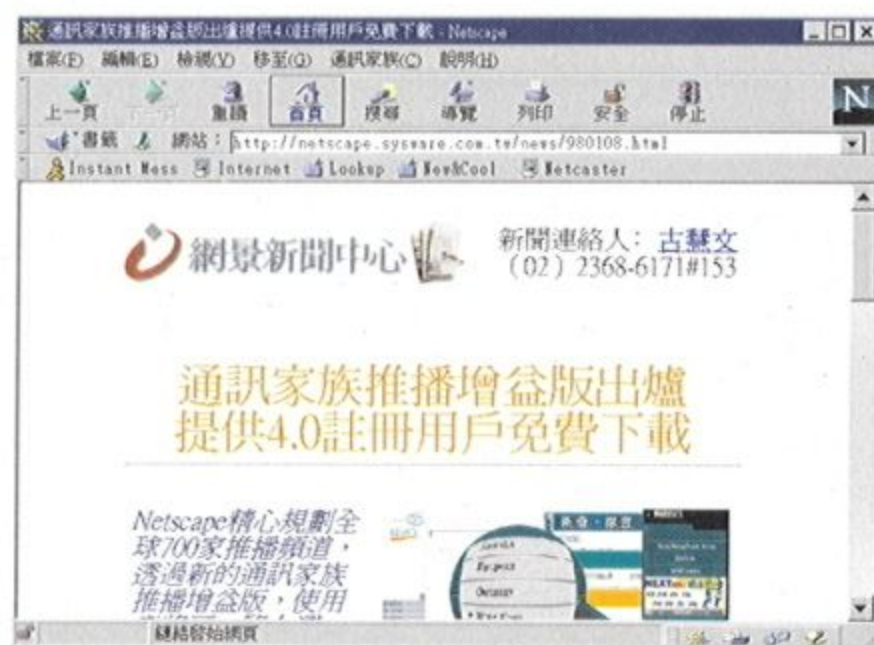 通訊家族推播增益版出爐提供4.0註冊用戶免費下載 - Netscape
檔案(F) 編輯(E) 檢視(V) 移至(G) 通訊家族(C) 說明(H)
上一頁 下一頁 重讀 首頁 搜尋 導覽 列印 安全 停止
N
書籤 網站: http://netscape.sysware.com.tw/news/980108.html
Instant Mess Internet Lookup New&Cool Netcaster
網景新聞中心
新聞連絡人: 古慧文
(02) 2368-6171#153
通訊家族推播增益版出爐
提供4.0註冊用戶免費下載
Netscape精心規劃全
球700家推播頻道,
透過新的通訊家族
推播增益版,使用
鏈結啓始網頁